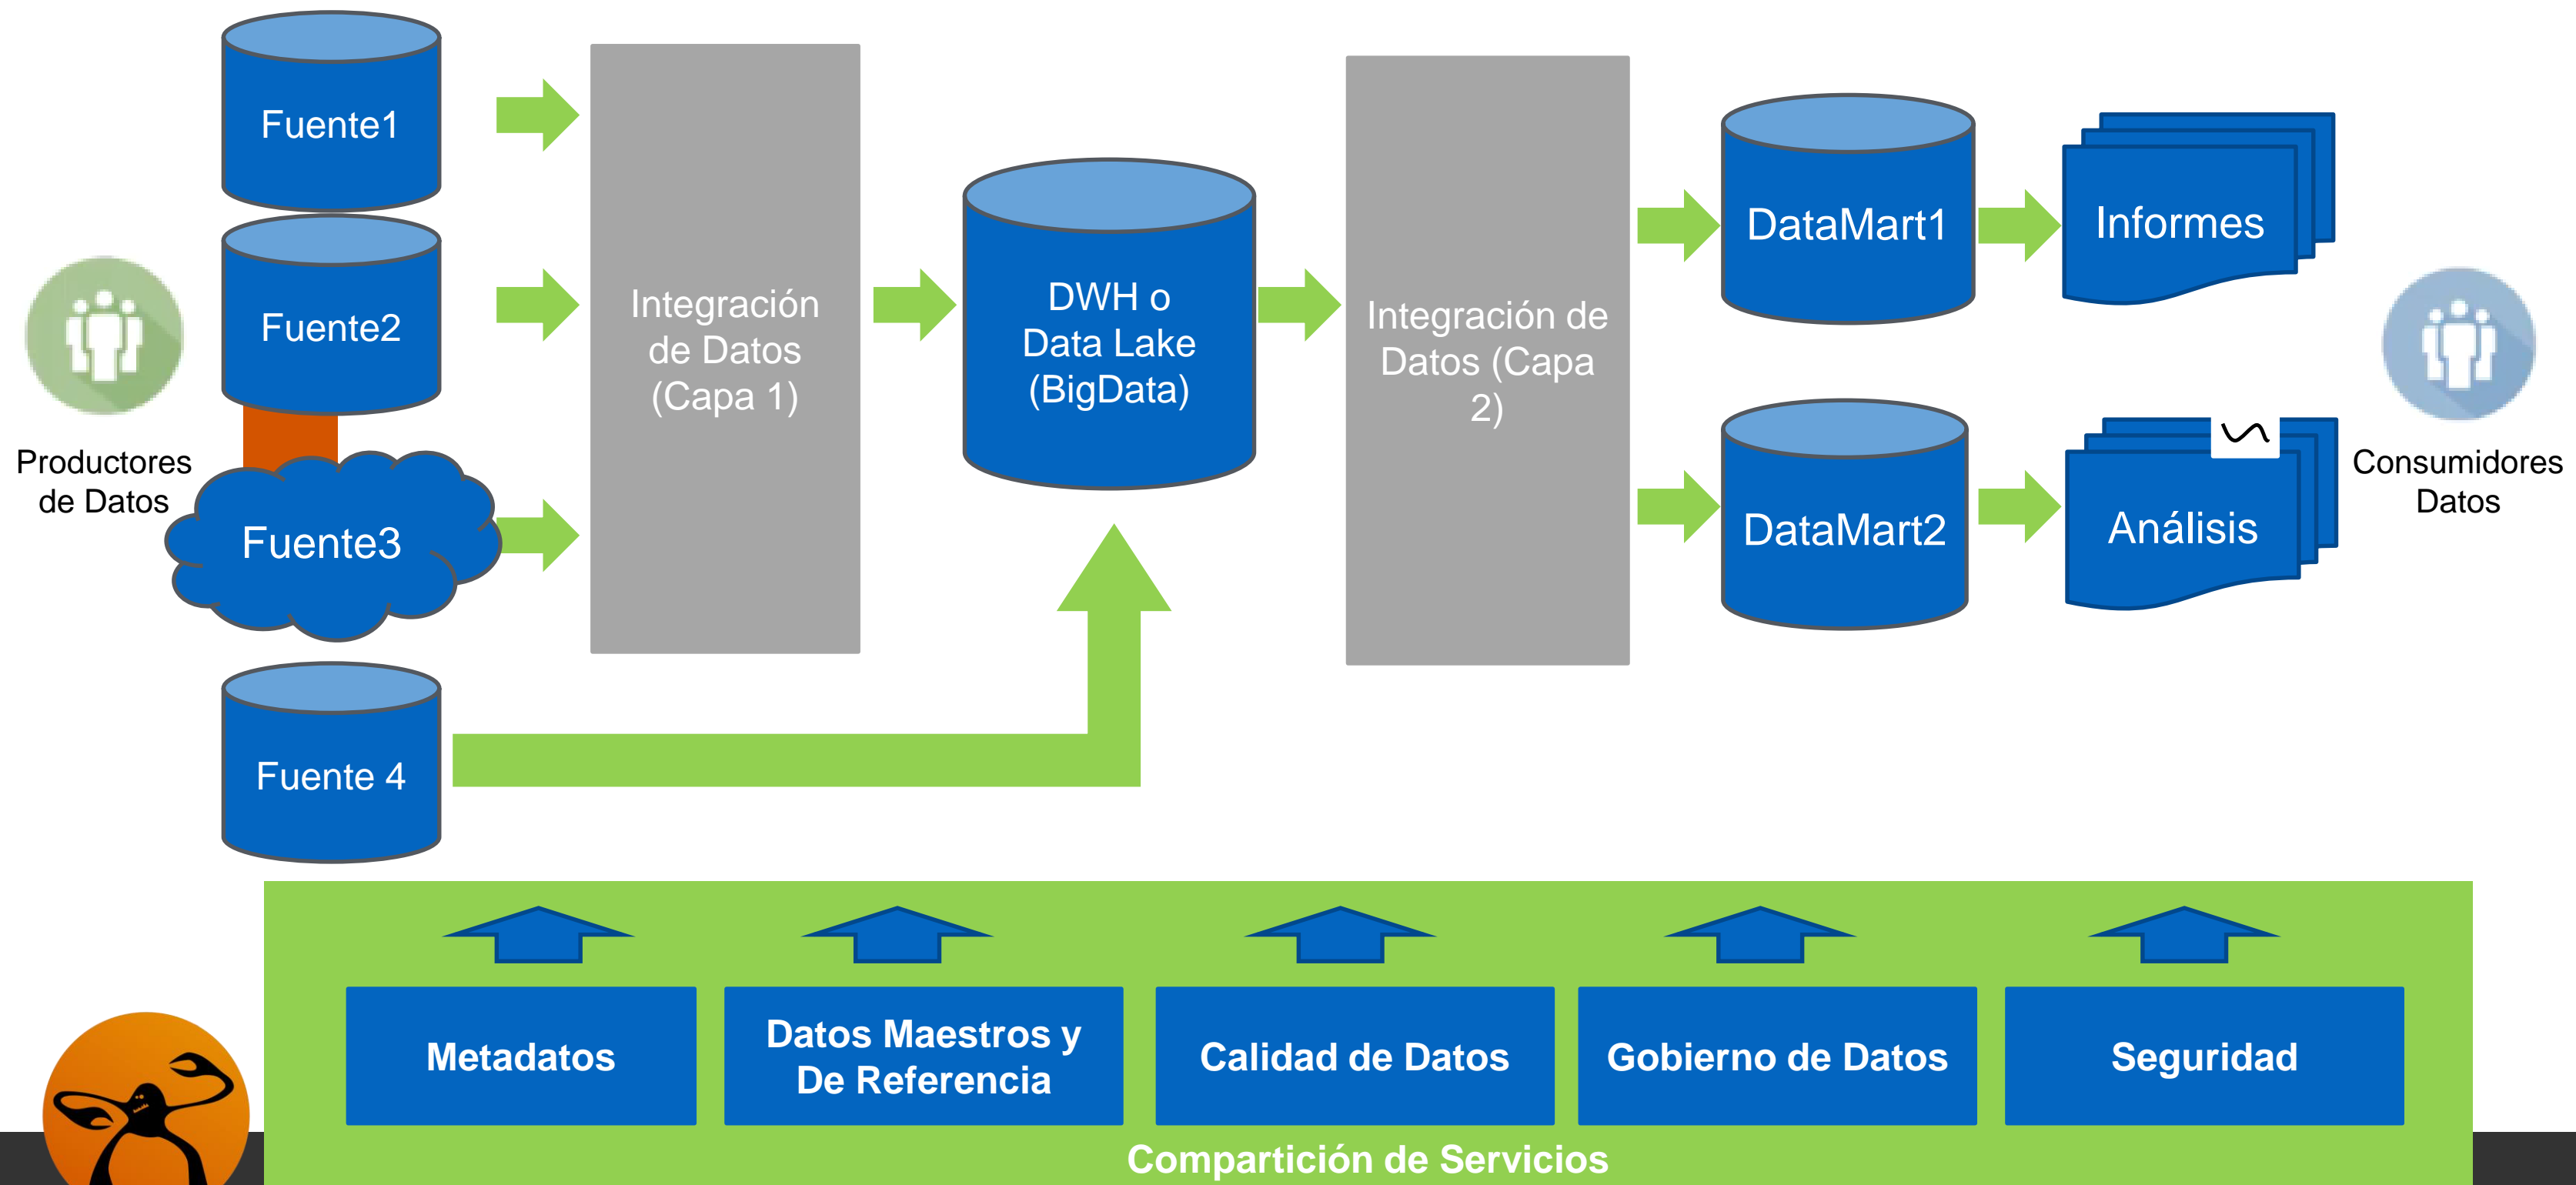 Productores
de Datos
Fuente1
Fuente2
Fuente3
Fuente 4
Integración
de Datos
(Capa 1)
DWH o
Data Lake
(BigData)
Integración de
Datos (Capa
2)
DataMart1
DataMart2
Informes
Análisis
Consumidores
Datos
Metadatos
Datos Maestros y
De Referencia
Calidad de Datos
Gobierno de Datos
Seguridad
Compartición de Servicios